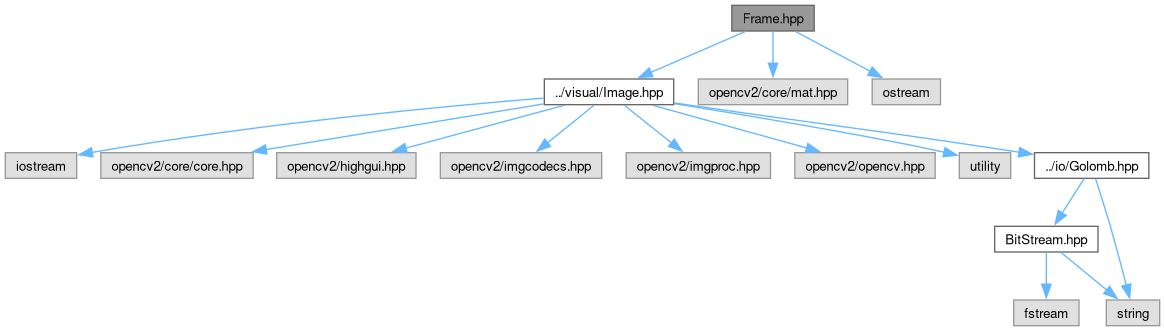 Frame.hpp
../visual/Image.hpp
opencv2/core/mat.hpp
ostream
iostream
opencv2/core/core.hpp
opencv2/highgui.hpp
opencv2/imgcodecs.hpp
opencv2/imgproc.hpp
opencv2/opencv.hpp
utility
../io/Golomb.hpp
BitStream.hpp
fstream
string